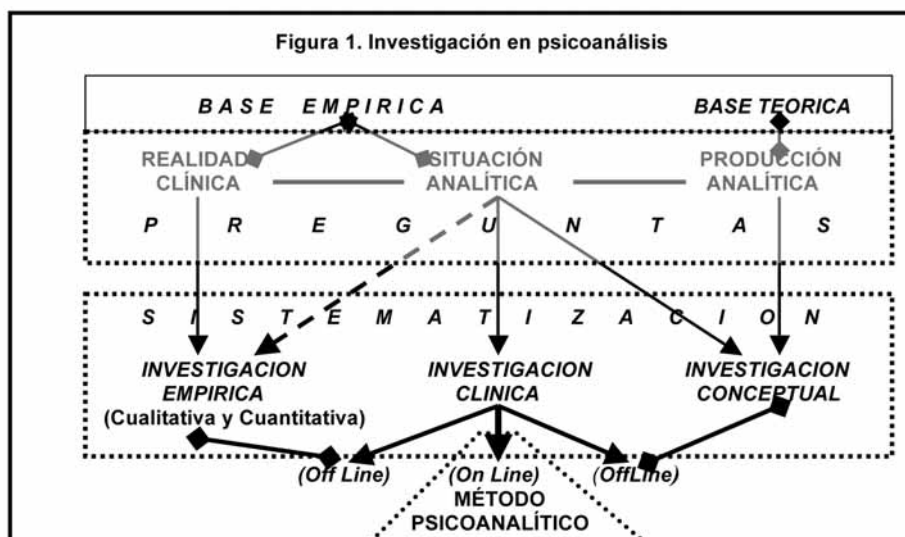 Figura 1. Investigación en psicoanálisis
BASE EMPIRICA BASE TEORICA
REALIDAD SITUACIÓN PRODUCCIÓN
CLÍNICA ANALÍTICA ANALÍTICA
P R E G U N T A S
S I S T E M A T I Z A C I O N
INVESTIGACION INVESTIGACION INVESTIGACION
EMPIRICA CLINICA CONCEPTUAL
(Cualitativa y Cuantitativa)
(Off Line) (On Line) (OffLine)
MÉTODO
PSICOANALÍTICO